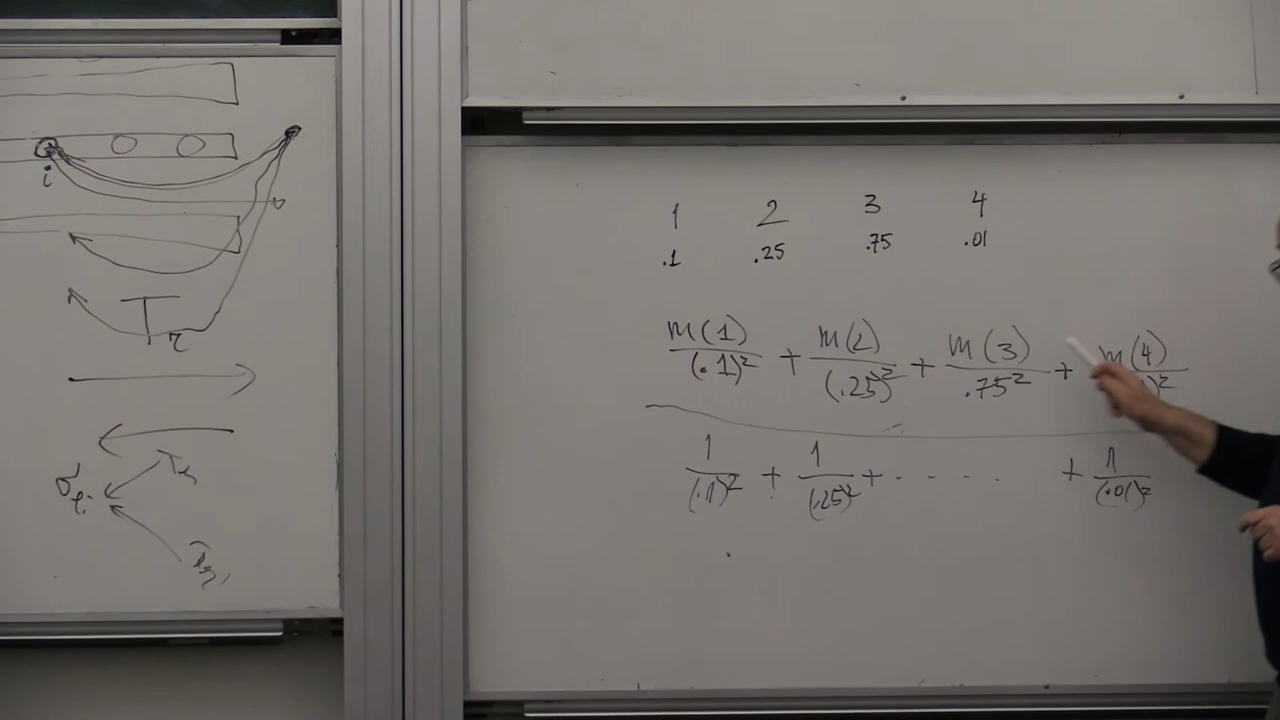 i
T
1 2 3 4
.1 .25 .75 .01
m(1) + m(2) + m(3) + m(4)
(.1)² (.25)² .75² )²
1 + 1 + . . . . + 1
(.1)² (.25)² (.01)²